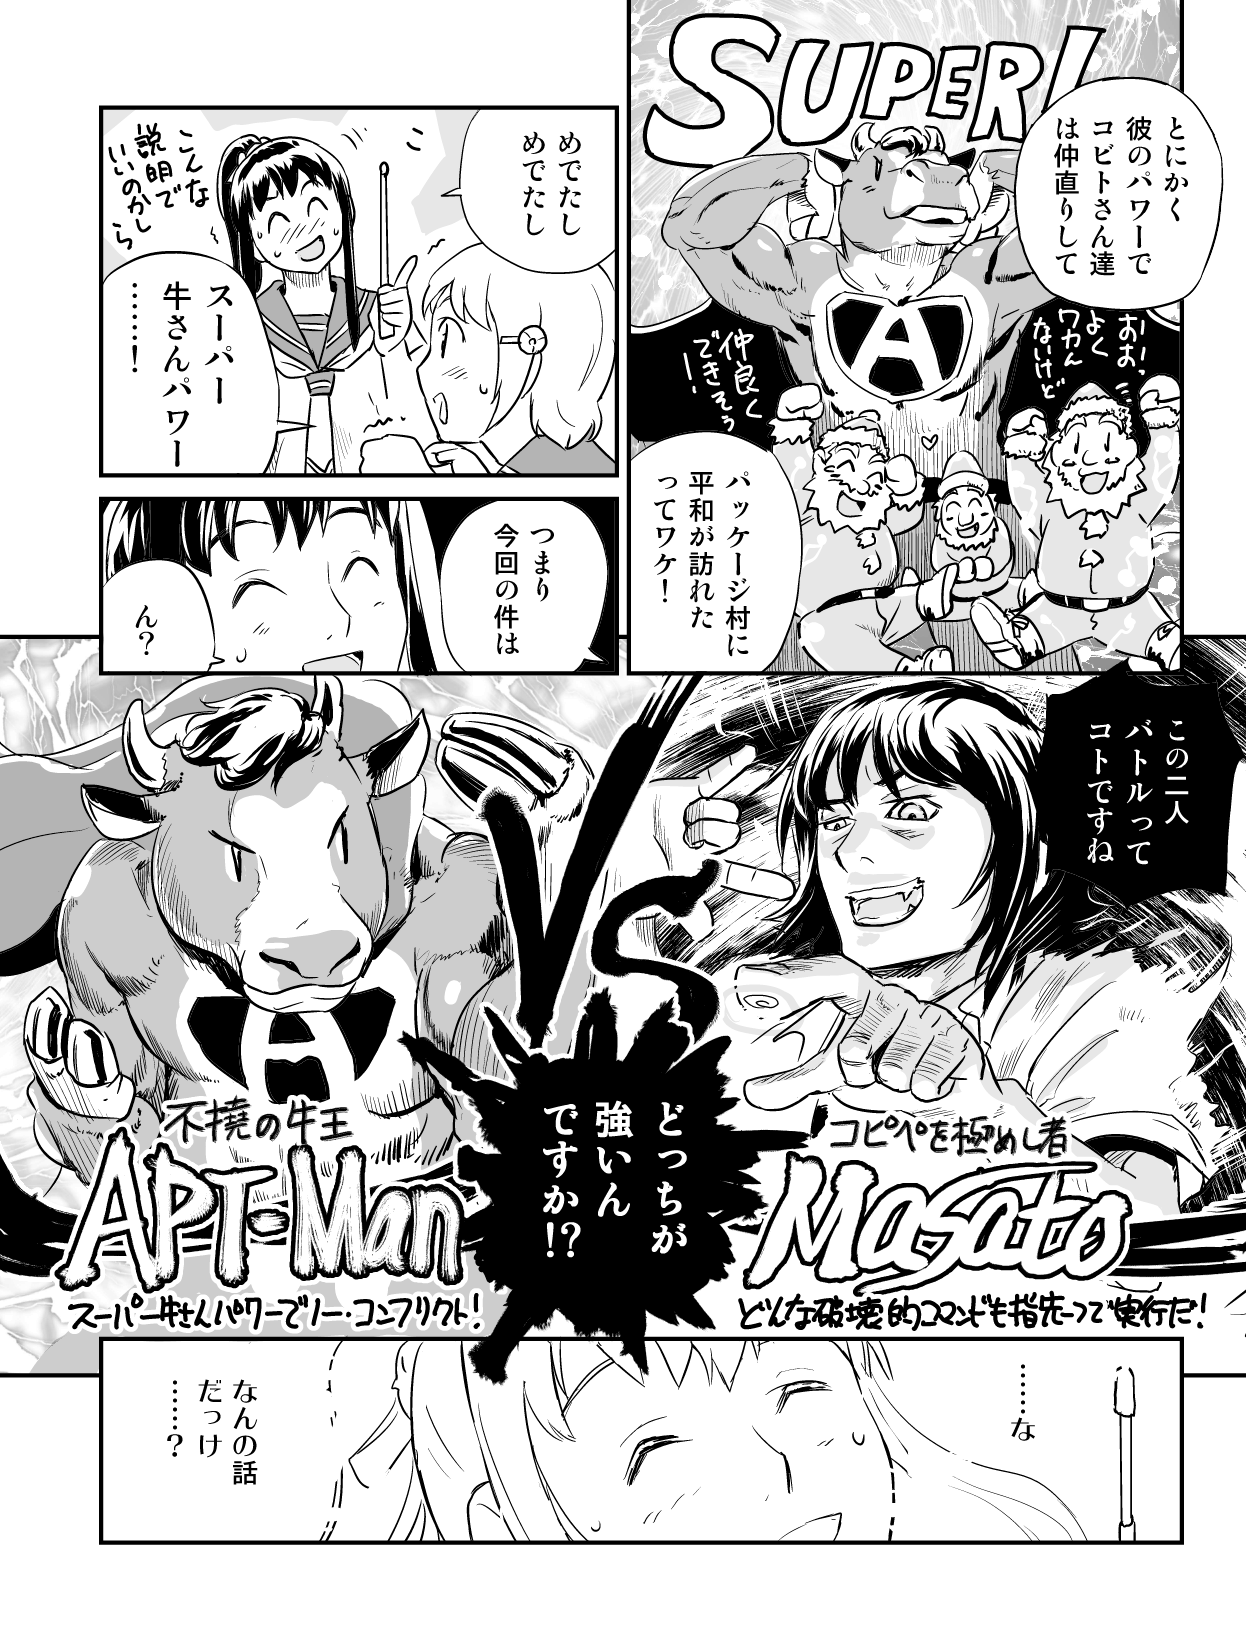 SUPER!
とにかく
彼のパワーで
コビトさん達
は仲直りして
おお、
よく
ワカん
ないけど
仲良く
できそう
ー
A
パッケージ村に
平和が訪れた
ってワケ！
めでたし
めでたし
こ
こんな
説明で
いいのかしら
スーパー
牛さんパワー
……！
つまり
今回の件は
ん？
この二人
バトルって
コトですね
A
どっちが
強いん
ですか!?
コピペを極めし者
Masato
どんな破壊的コマンドも指先一つで実行だ！
不撓の牛王
APT-Man
スーパー牛さんパワーでノー・コンフリクト！
……な
なんの話
だっけ
……？